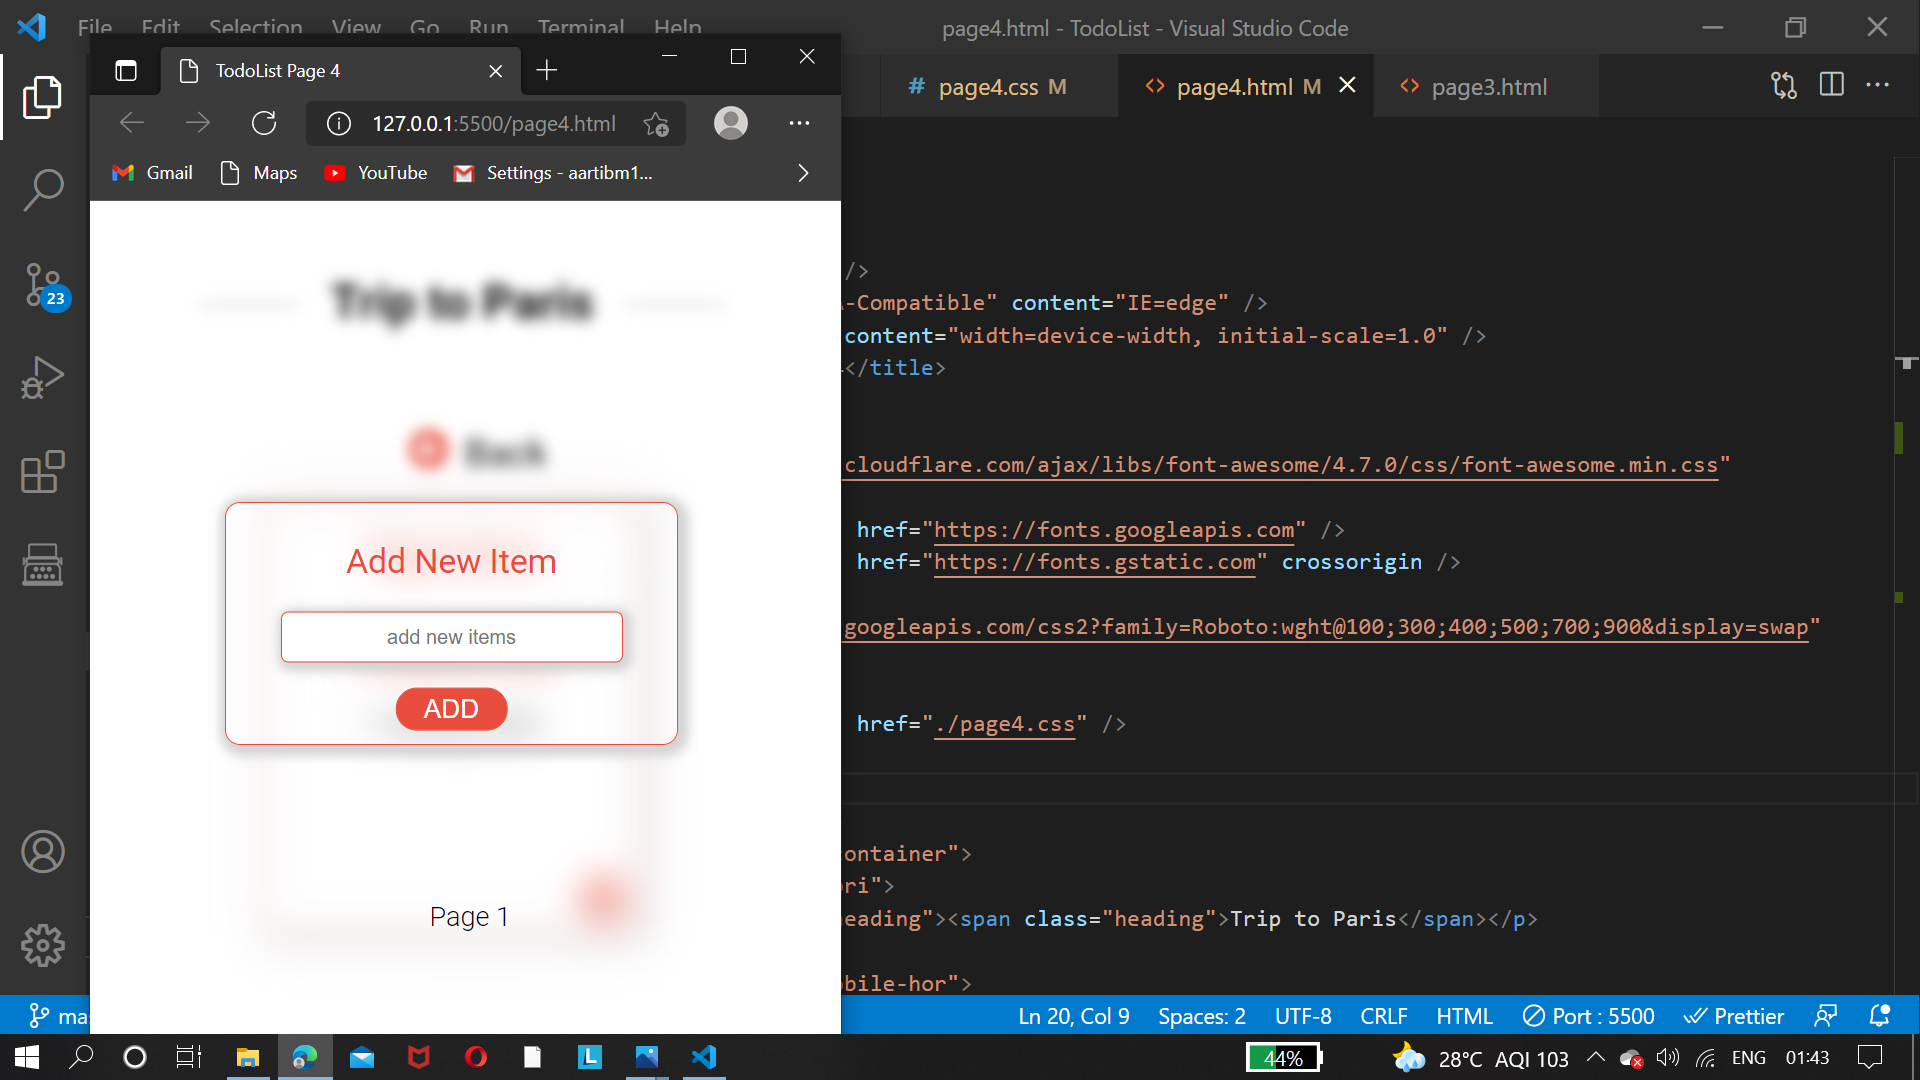 File Edit Selection View Go Run Terminal Help
page4.html - TodoList - Visual Studio Code
TodoList Page 4
# page4.css M
<> page4.html M
<> page3.html
127.0.0.1:5500/page4.html
Gmail Maps YouTube Settings - aartibm1...
23
Trip to Paris
Back
Add New Item
add new items
ADD
Page 1
/>
-Compatible" content="IE=edge" />
content="width=device-width, initial-scale=1.0" />
</title>
cloudflare.com/ajax/libs/font-awesome/4.7.0/css/font-awesome.min.css"
href="https://fonts.googleapis.com" />
href="https://fonts.gstatic.com" crossorigin />
googleapis.com/css2?family=Roboto:wght@100;300;400;500;700;900&display=swap"
href="./page4.css" />
ontainer">
ri">
eading"><span class="heading">Trip to Paris</span></p>
bile-hor">
ma
Ln 20, Col 9 Spaces: 2 UTF-8 CRLF HTML Port : 5500 Prettier
L
44%
28°C AQI 103 ENG 01:43